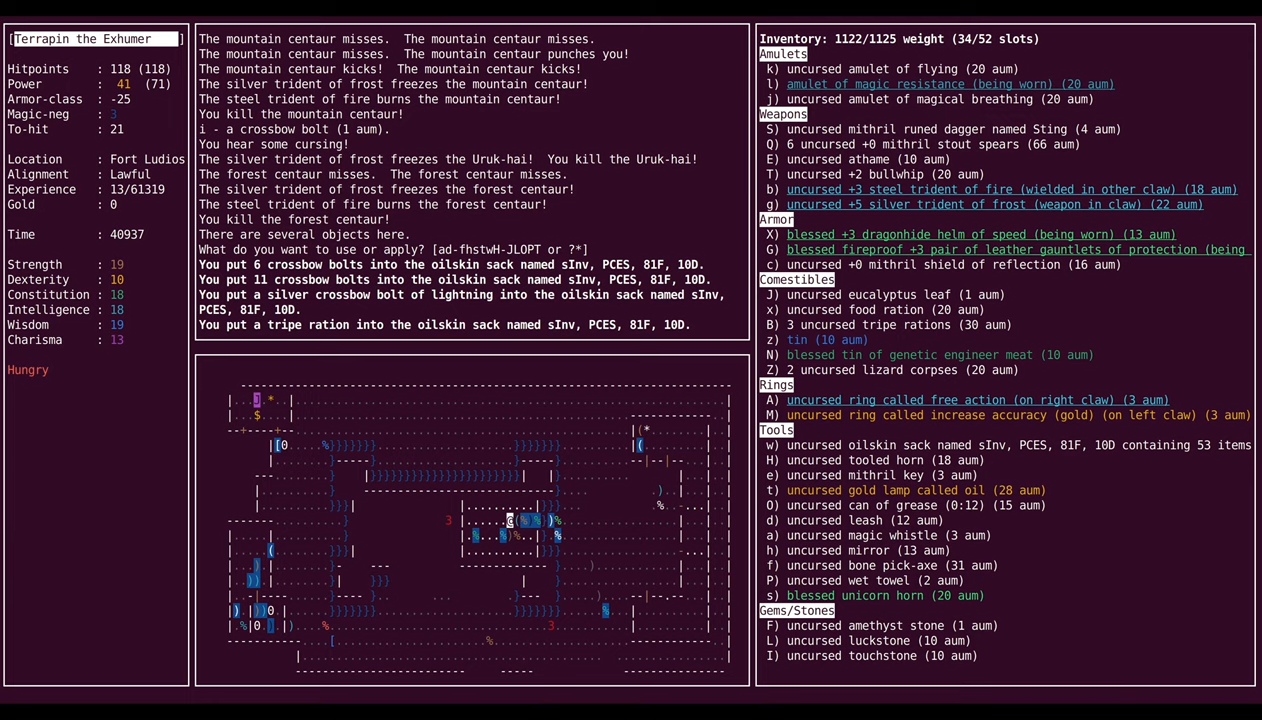 [Terrapin the Exhumer ]
Hitpoints : 118 (118)
Power : 41 (71)
Armor-class : -25
Magic-neg : 3
To-hit : 21
Location : Fort Ludios
Alignment : Lawful
Experience : 13/61319
Gold : 0
Time : 40937
Strength : 19
Dexterity : 10
Constitution : 18
Intelligence : 18
Wisdom : 19
Charisma : 13
Hungry
The mountain centaur misses. The mountain centaur misses.
The mountain centaur misses. The mountain centaur punches you!
The mountain centaur kicks! The mountain centaur kicks!
The silver trident of frost freezes the mountain centaur!
The steel trident of fire burns the mountain centaur!
You kill the mountain centaur!
i - a crossbow bolt (1 aum).
You hear some cursing!
The silver trident of frost freezes the Uruk-hai! You kill the Uruk-hai!
The forest centaur misses. The forest centaur misses.
The silver trident of frost freezes the forest centaur!
The steel trident of fire burns the forest centaur!
You kill the forest centaur!
There are several objects here.
What do you want to use or apply? [ad-fhstwH-JLOPT or ?*]
You put 6 crossbow bolts into the oilskin sack named sInv, PCES, 81F, 10D.
You put 11 crossbow bolts into the oilskin sack named sInv, PCES, 81F, 10D.
You put a silver crossbow bolt of lightning into the oilskin sack named sInv,
PCES, 81F, 10D.
You put a tripe ration into the oilskin sack named sInv, PCES, 81F, 10D.
Inventory: 1122/1125 weight (34/52 slots)
Amulets
k) uncursed amulet of flying (20 aum)
l) amulet of magic resistance (being worn) (20 aum)
j) uncursed amulet of magical breathing (20 aum)
Weapons
S) uncursed mithril runed dagger named Sting (4 aum)
Q) 6 uncursed +0 mithril stout spears (66 aum)
E) uncursed athame (10 aum)
T) uncursed +2 bullwhip (20 aum)
b) uncursed +3 steel trident of fire (wielded in other claw) (18 aum)
g) uncursed +5 silver trident of frost (weapon in claw) (22 aum)
Armor
X) blessed +3 dragonhide helm of speed (being worn) (13 aum)
G) blessed fireproof +3 pair of leather gauntlets of protection (being
c) uncursed +0 mithril shield of reflection (16 aum)
Comestibles
J) uncursed eucalyptus leaf (1 aum)
x) uncursed food ration (20 aum)
B) 3 uncursed tripe rations (30 aum)
z) tin (10 aum)
N) blessed tin of genetic engineer meat (10 aum)
Z) 2 uncursed lizard corpses (20 aum)
Rings
A) uncursed ring called free action (on right claw) (3 aum)
M) uncursed ring called increase accuracy (gold) (on left claw) (3 aum)
Tools
w) uncursed oilskin sack named sInv, PCES, 81F, 10D containing 53 items
H) uncursed tooled horn (18 aum)
e) uncursed mithril key (3 aum)
t) uncursed gold lamp called oil (28 aum)
O) uncursed can of grease (0:12) (15 aum)
d) uncursed leash (12 aum)
a) uncursed magic whistle (3 aum)
h) uncursed mirror (13 aum)
f) uncursed bone pick-axe (31 aum)
P) uncursed wet towel (2 aum)
s) blessed unicorn horn (20 aum)
Gems/Stones
F) uncursed amethyst stone (1 aum)
L) uncursed luckstone (10 aum)
I) uncursed touchstone (10 aum)